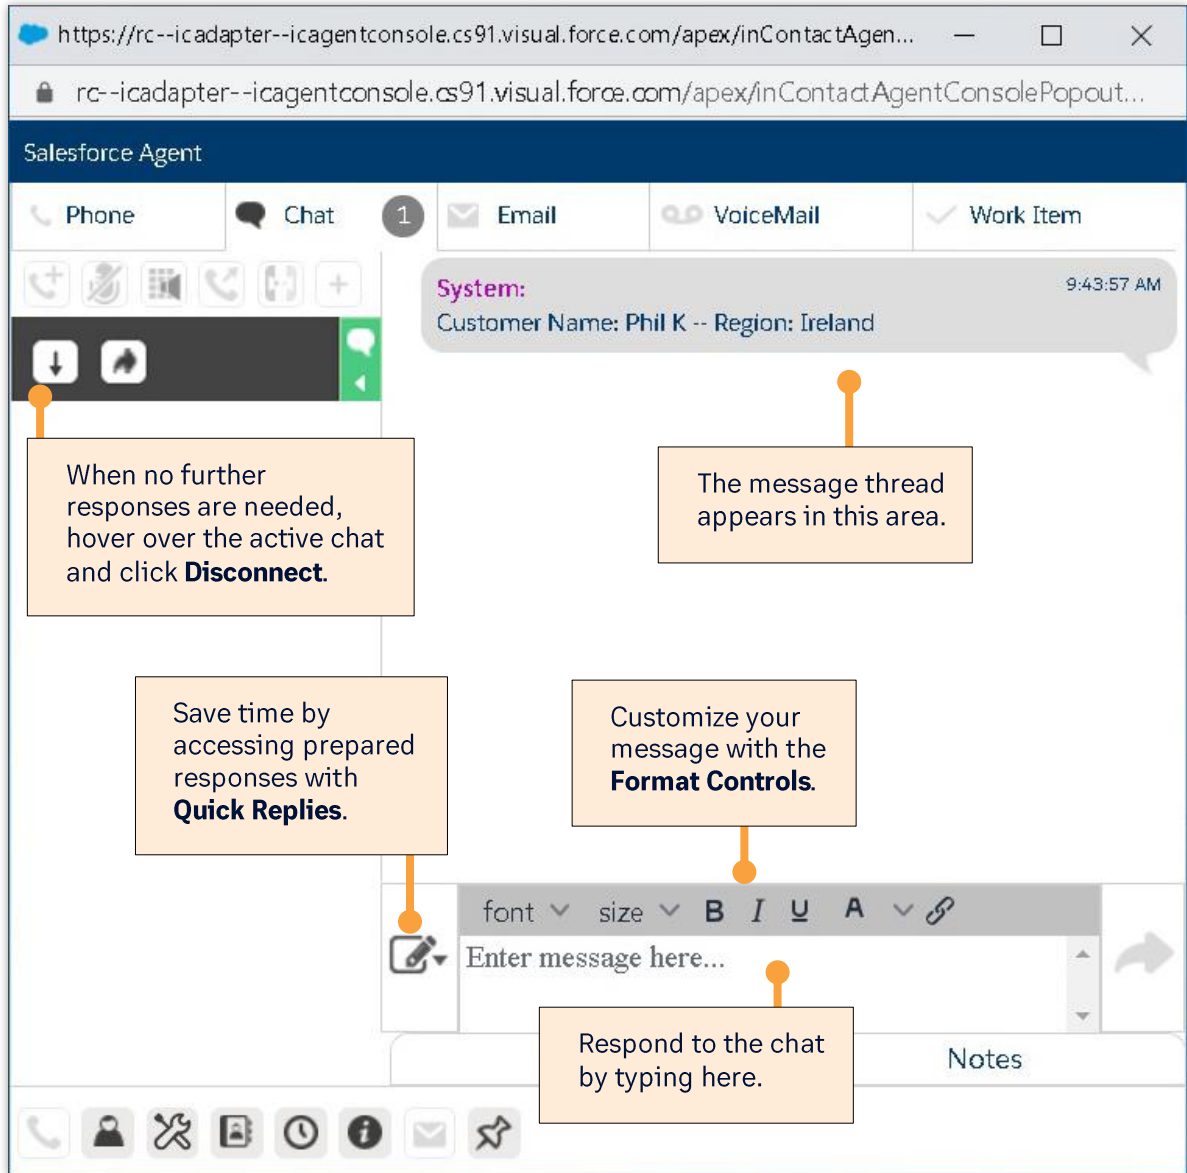 https://rc--icadapter--icagentconsole.cs91.visual.force.com/apex/inContactAgen...
rc--icadapter--icagentconsole.cs91.visual.force.com/apex/inContactAgentConsolePopout...
Salesforce Agent
Phone
Chat
1
Email
VoiceMail
Work Item
System:
9:43:57 AM
Customer Name: Phil K -- Region: Ireland
When no further
responses are needed,
hover over the active chat
and click Disconnect.
The message thread
appears in this area.
Save time by
accessing prepared
responses with
Quick Replies.
Customize your
message with the
Format Controls.
font size B I U A
Enter message here...
Respond to the chat
by typing here.
Notes